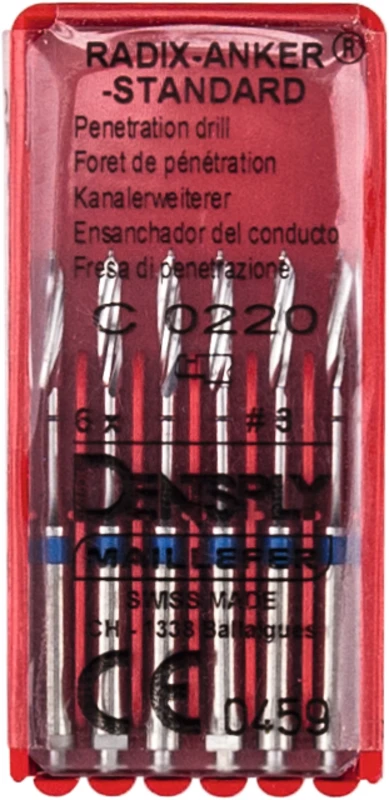 RADIX-ANKER®
-STANDARD
Penetration drill
Foret de pénétration
Kanalerweiterer
Ensanchador del conducto
Fresa di penetrazione
C 0220
6 x #3
DENTSPLY
MAILLEFER
SWISS MADE
CH - 1338 Ballaigues
CE 0459